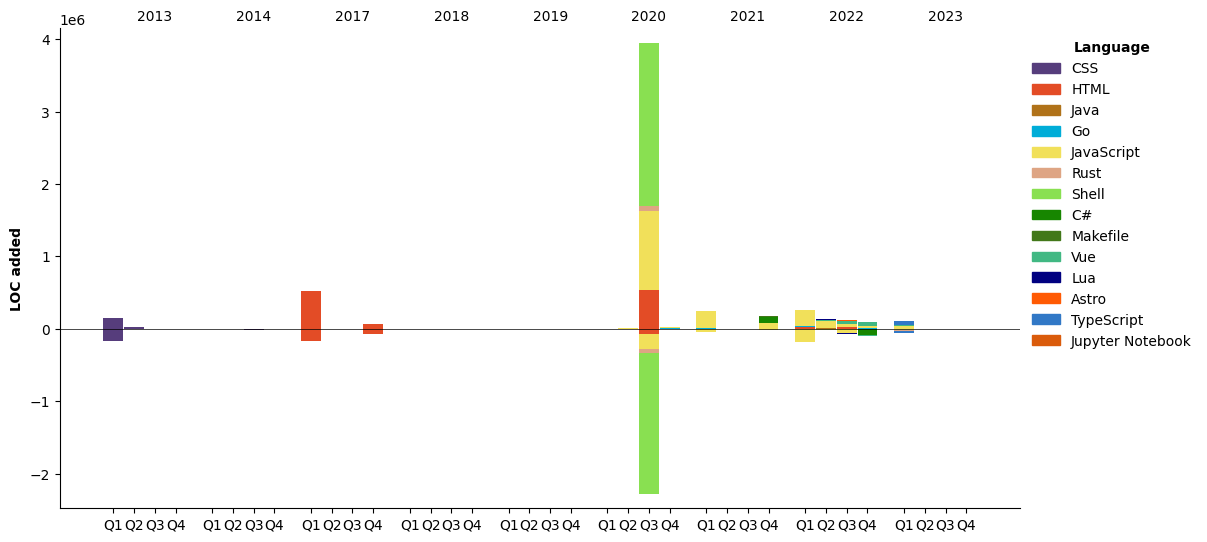 1e6
2013 2014 2017 2018 2019 2020 2021 2022 2023
4
3
2
1
0
−1
−2
LOC added
Q1 Q2 Q3 Q4 Q1 Q2 Q3 Q4 Q1 Q2 Q3 Q4 Q1 Q2 Q3 Q4 Q1 Q2 Q3 Q4 Q1 Q2 Q3 Q4 Q1 Q2 Q3 Q4 Q1 Q2 Q3 Q4 Q1 Q2 Q3 Q4
Language
CSS
HTML
Java
Go
JavaScript
Rust
Shell
C#
Makefile
Vue
Lua
Astro
TypeScript
Jupyter Notebook